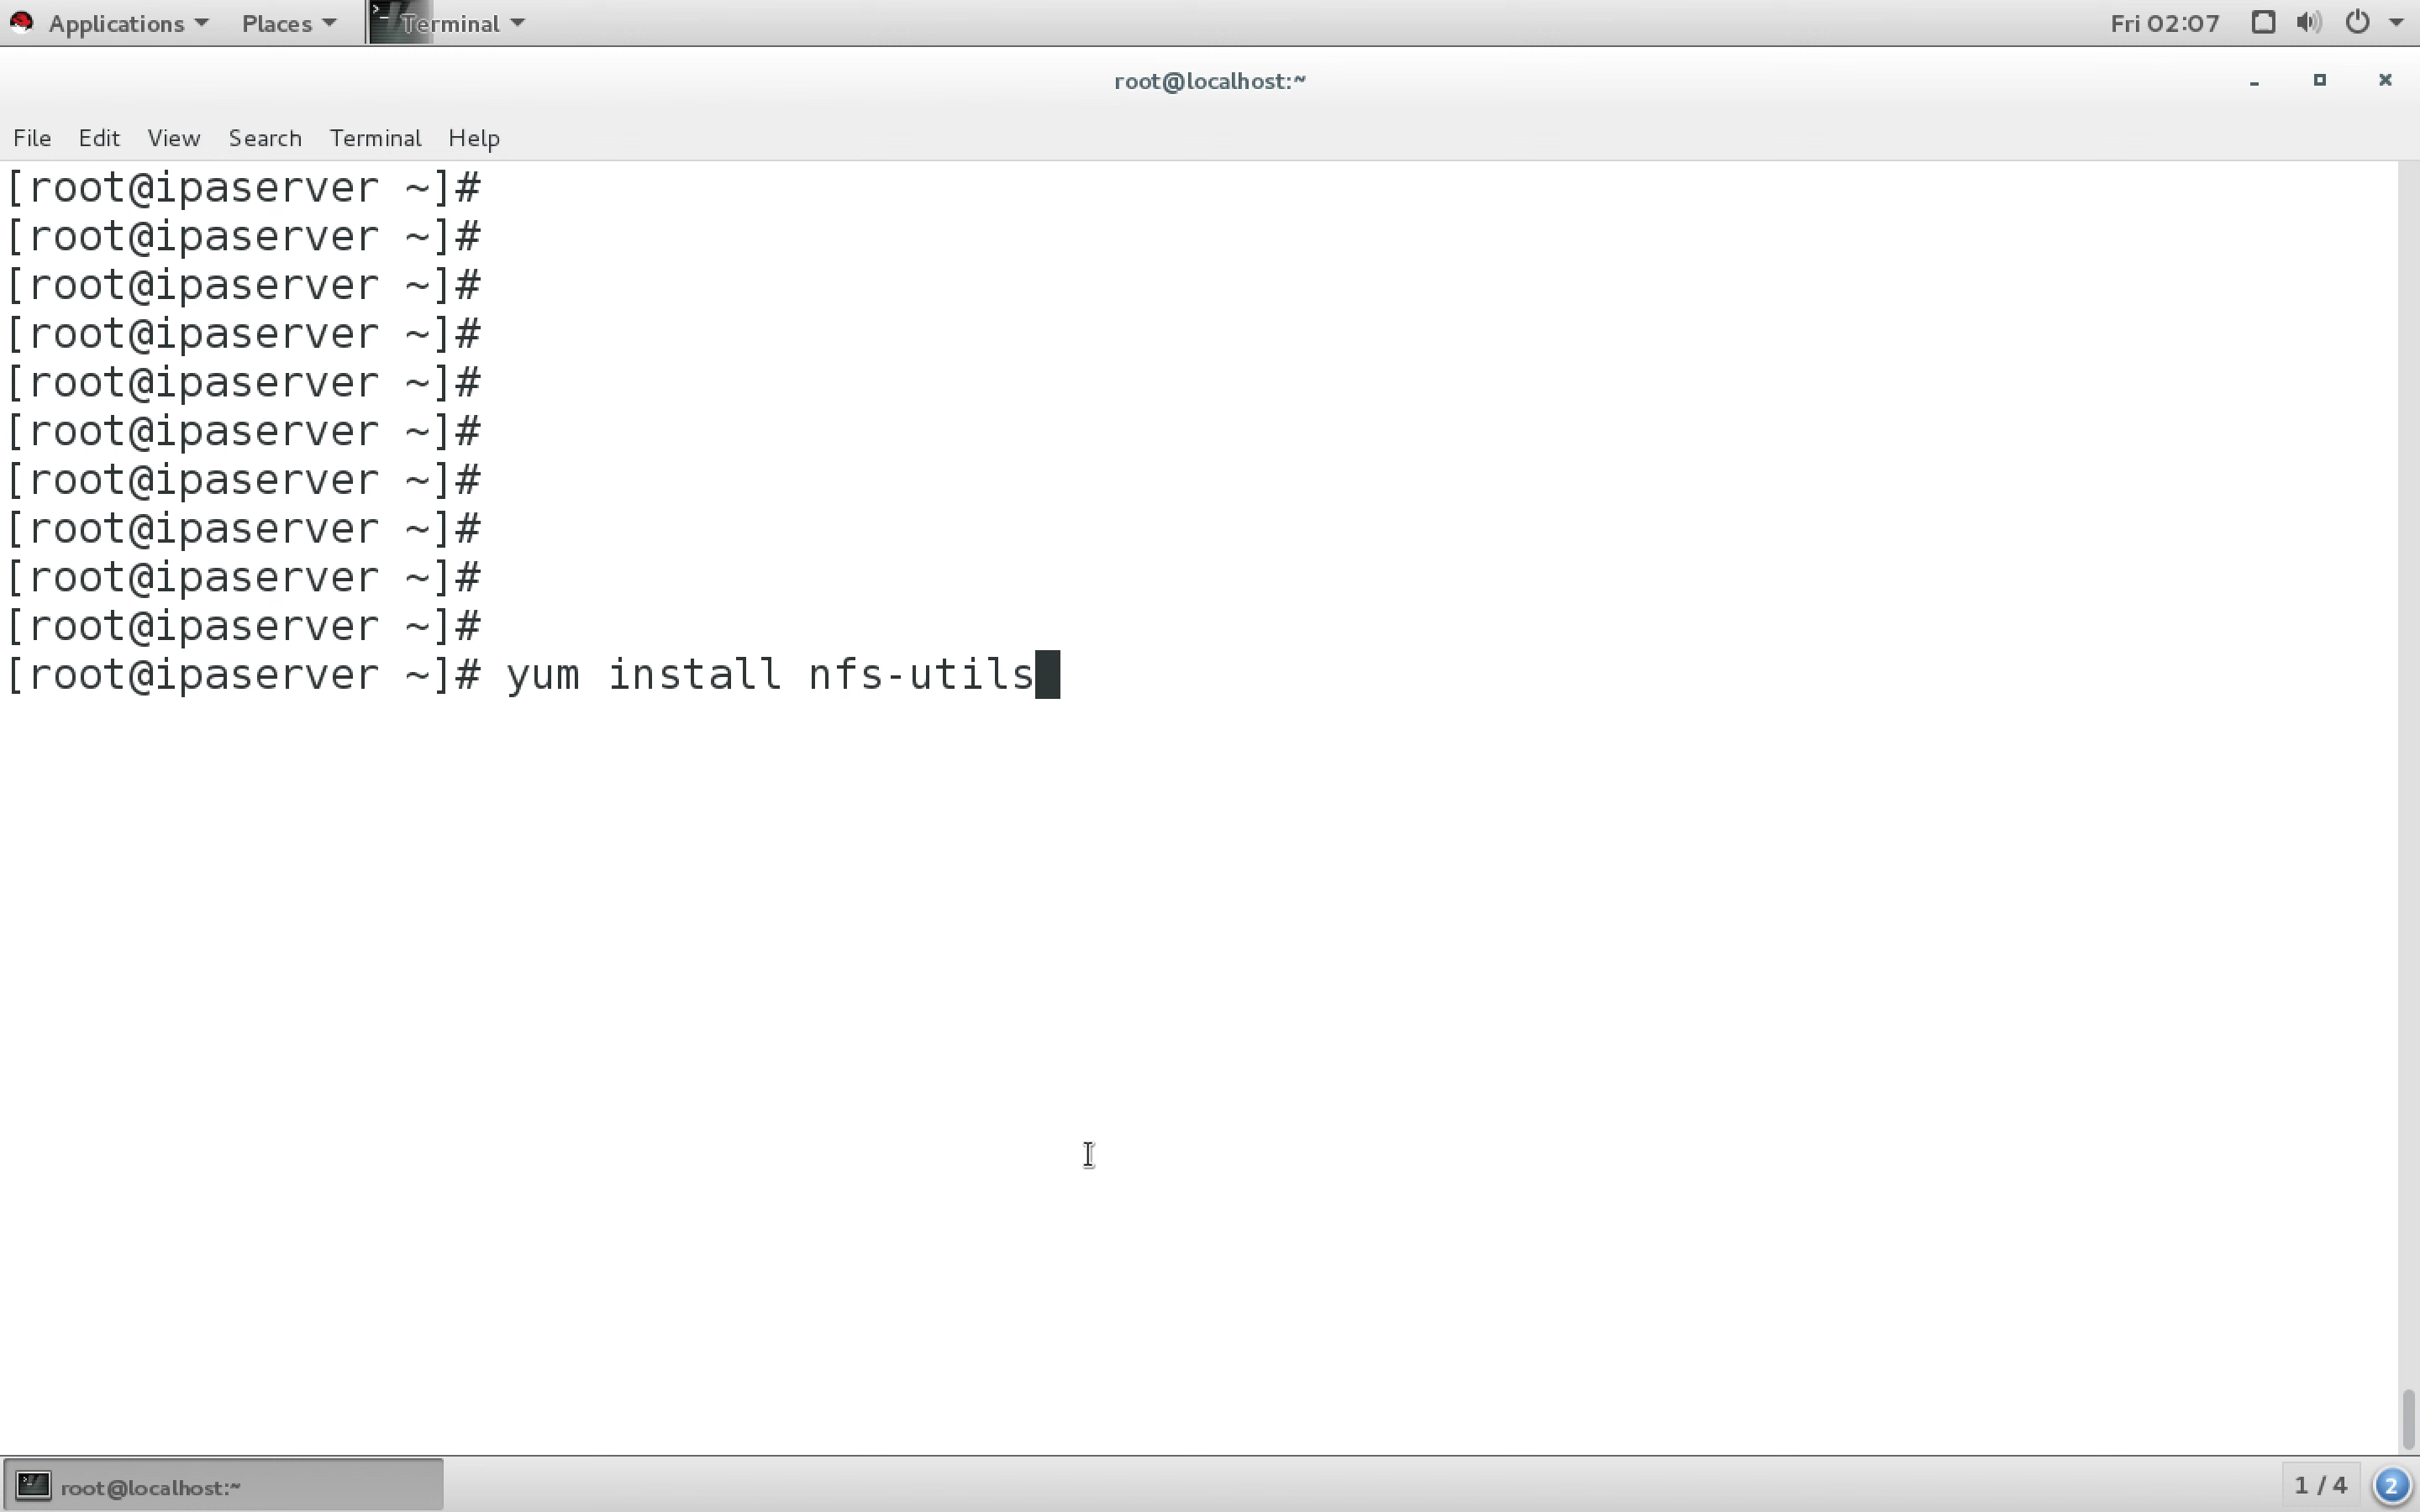 Applications Places Terminal Fri 02:07
root@localhost:~
File Edit View Search Terminal Help
[root@ipaserver ~]#
[root@ipaserver ~]#
[root@ipaserver ~]#
[root@ipaserver ~]#
[root@ipaserver ~]#
[root@ipaserver ~]#
[root@ipaserver ~]#
[root@ipaserver ~]#
[root@ipaserver ~]#
[root@ipaserver ~]#
[root@ipaserver ~]# yum install nfs-utils
root@localhost:~ 1 / 4 2